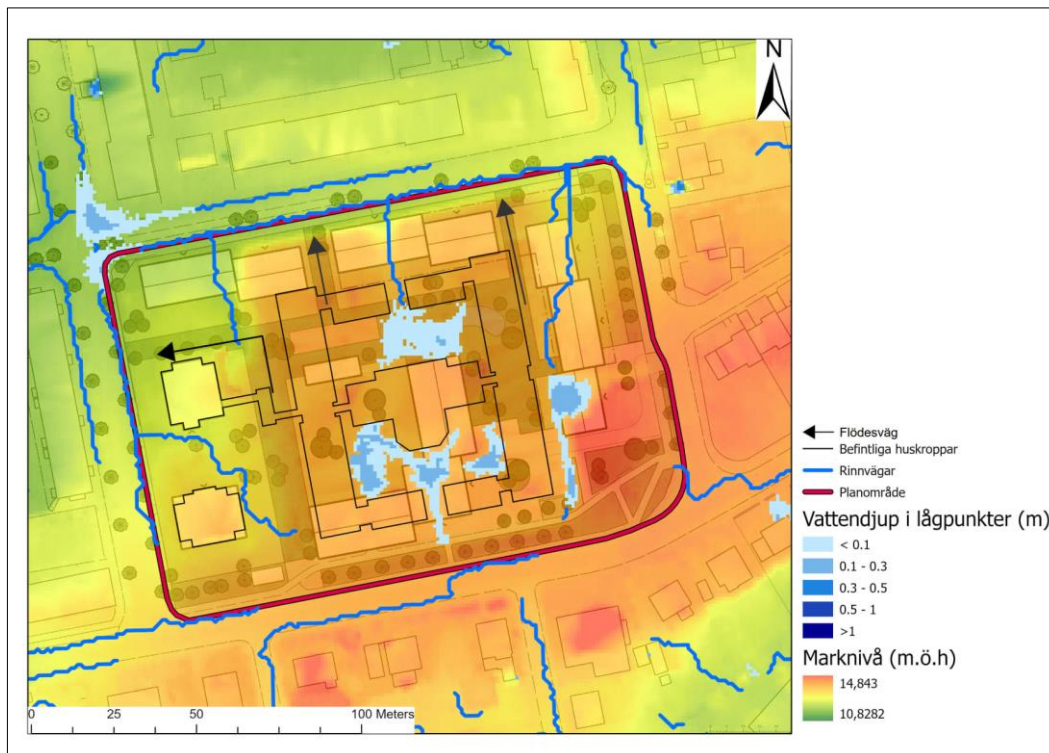 N
Flödesväg
Befintliga huskroppar
Rinnvägar
Planområde
Vattendjup i lågpunkter (m)
< 0.1
0.1 - 0.3
0.3 - 0.5
0.5 - 1
>1
Marknivå (m.ö.h)
14,843
10,8282
0 25 50 100 Meters